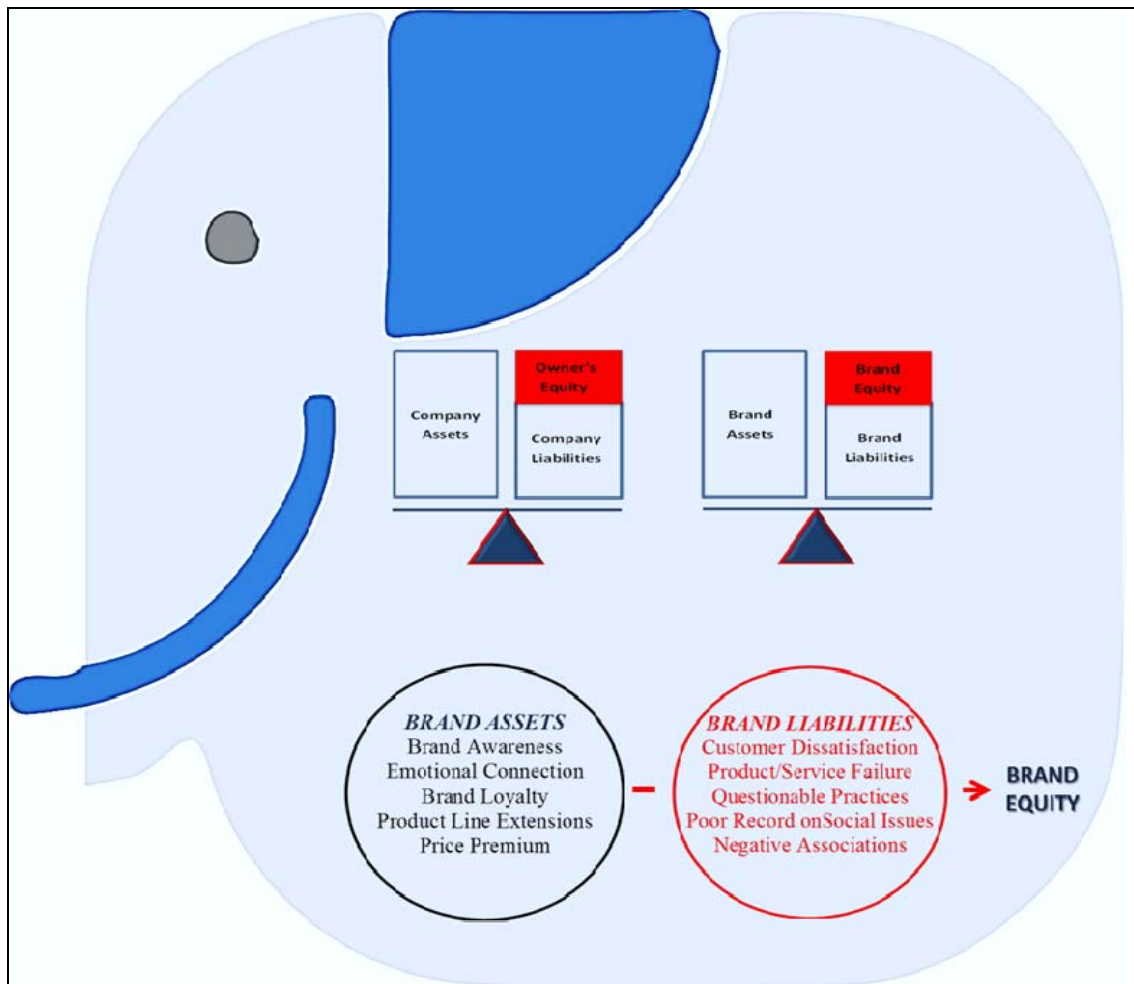 Company
Assets
Owner's
Equity
Company
Liabilities
Brand
Assets
Brand
Equity
Brand
Liabilities
BRAND ASSETS
Brand Awareness
Emotional Connection
Brand Loyalty
Product Line Extensions
Price Premium
BRAND LIABILITIES
Customer Dissatisfaction
Product/Service Failure
Questionable Practices
Poor Record onSocial Issues
Negative Associations
BRAND
EQUITY